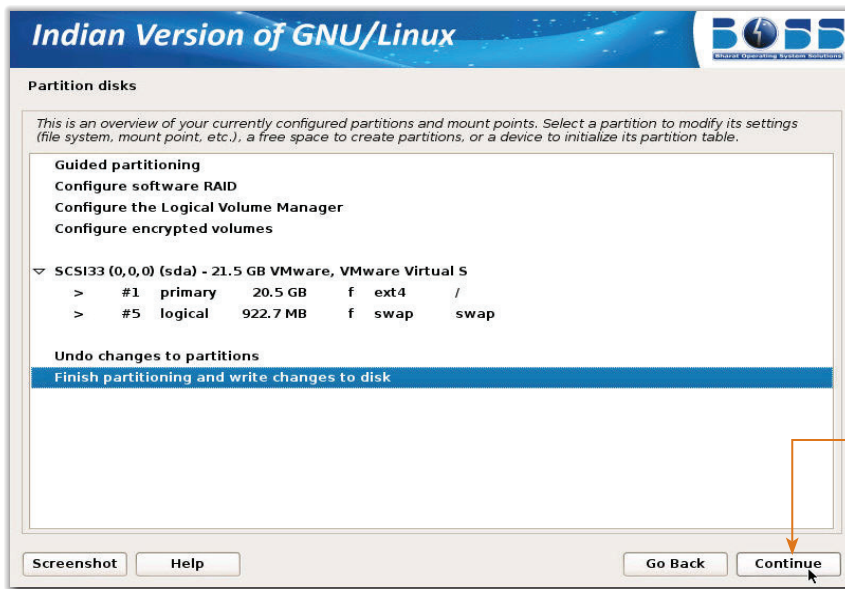 Indian Version of GNU/Linux
BOSS
Bharat Operating System Solutions
Partition disks
This is an overview of your currently configured partitions and mount points. Select a partition to modify its settings
(file system, mount point, etc.), a free space to create partitions, or a device to initialize its partition table.
Guided partitioning
Configure software RAID
Configure the Logical Volume Manager
Configure encrypted volumes
SCSI33 (0,0,0) (sda) - 21.5 GB VMware, VMware Virtual S
> #1 primary 20.5 GB f ext4 /
> #5 logical 922.7 MB f swap swap
Undo changes to partitions
Finish partitioning and write changes to disk
Screenshot Help Go Back Continue